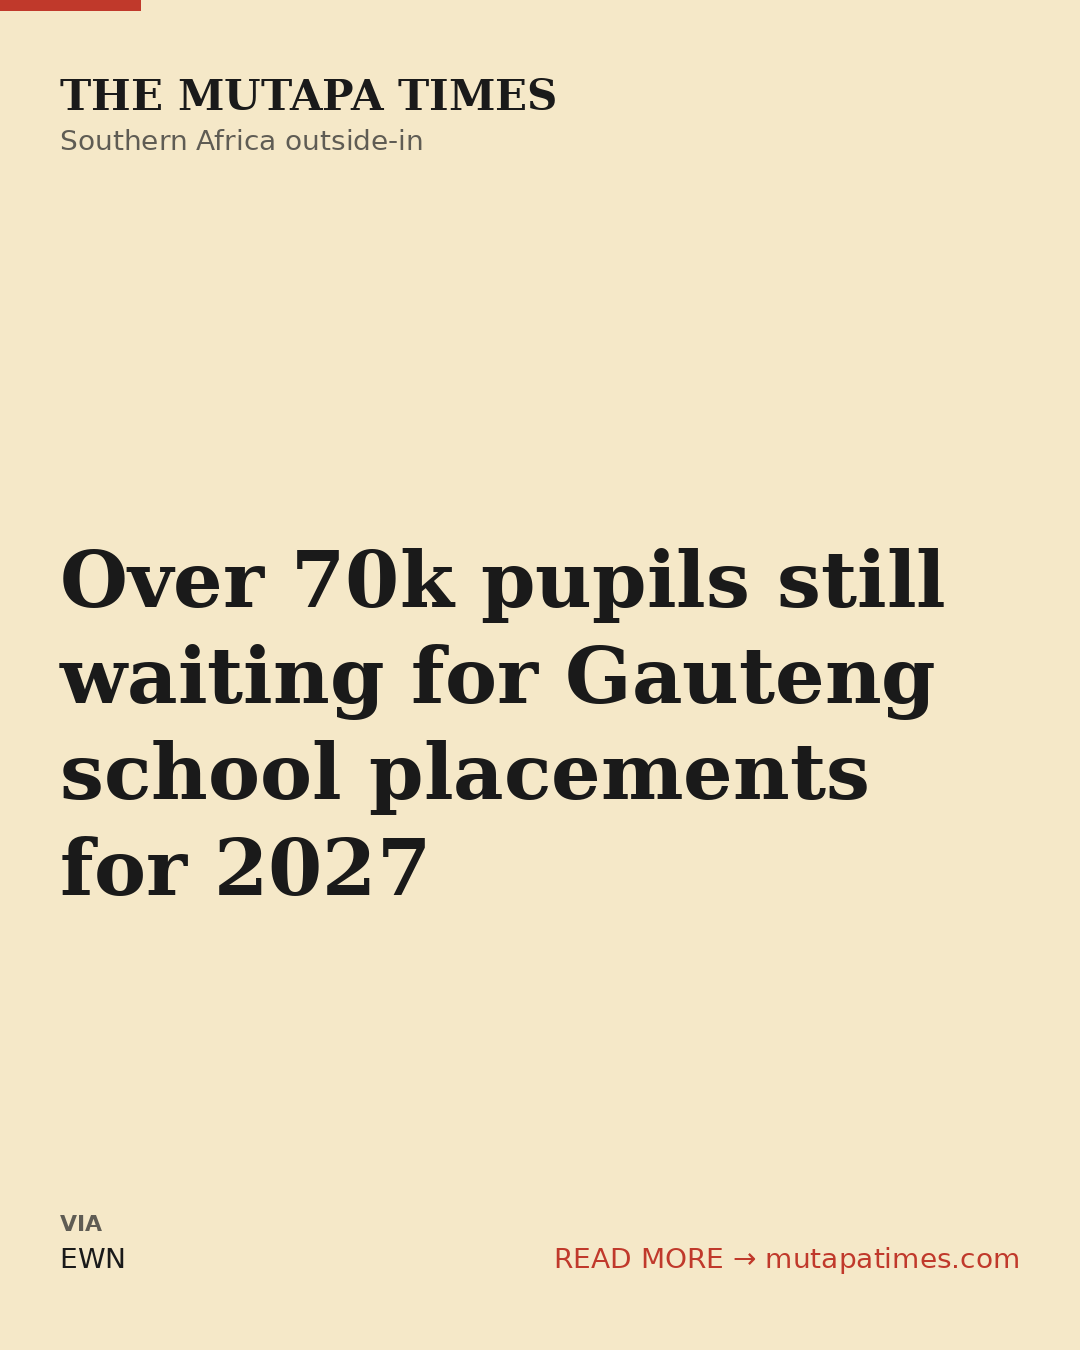 THE MUTAPA TIMES
Southern Africa outside-in
Over 70k pupils still
waiting for Gauteng
school placements
for 2027
VIA
EWN
READ MORE → mutapatimes.com